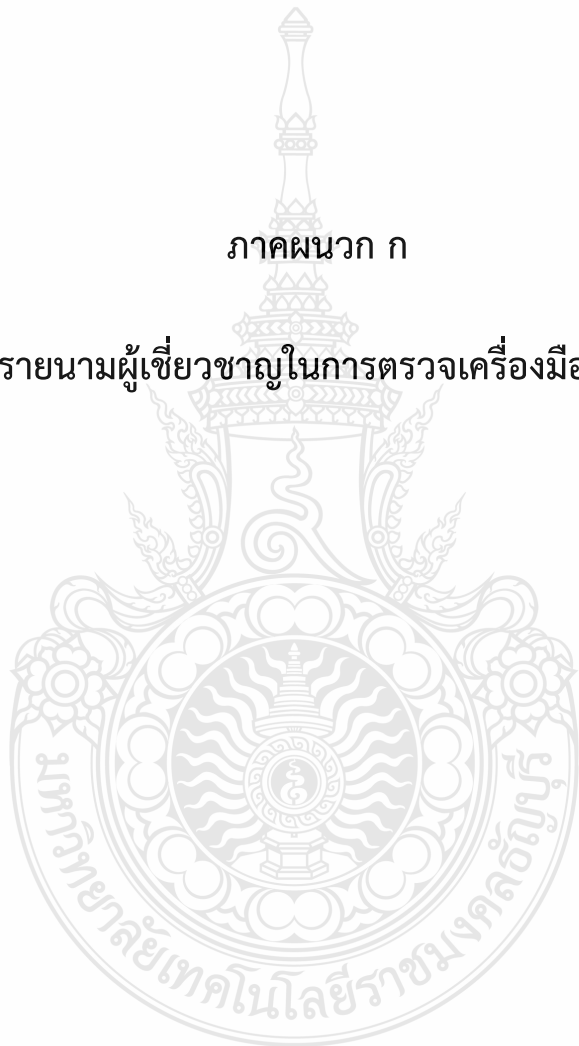 ภาคผนวก ก
รายนามผู้เชี่ยวชาญในการตรวจเครื่องมือ
มหาวิทยาลัยเทคโนโลยีราชมงคลธัญบุรี